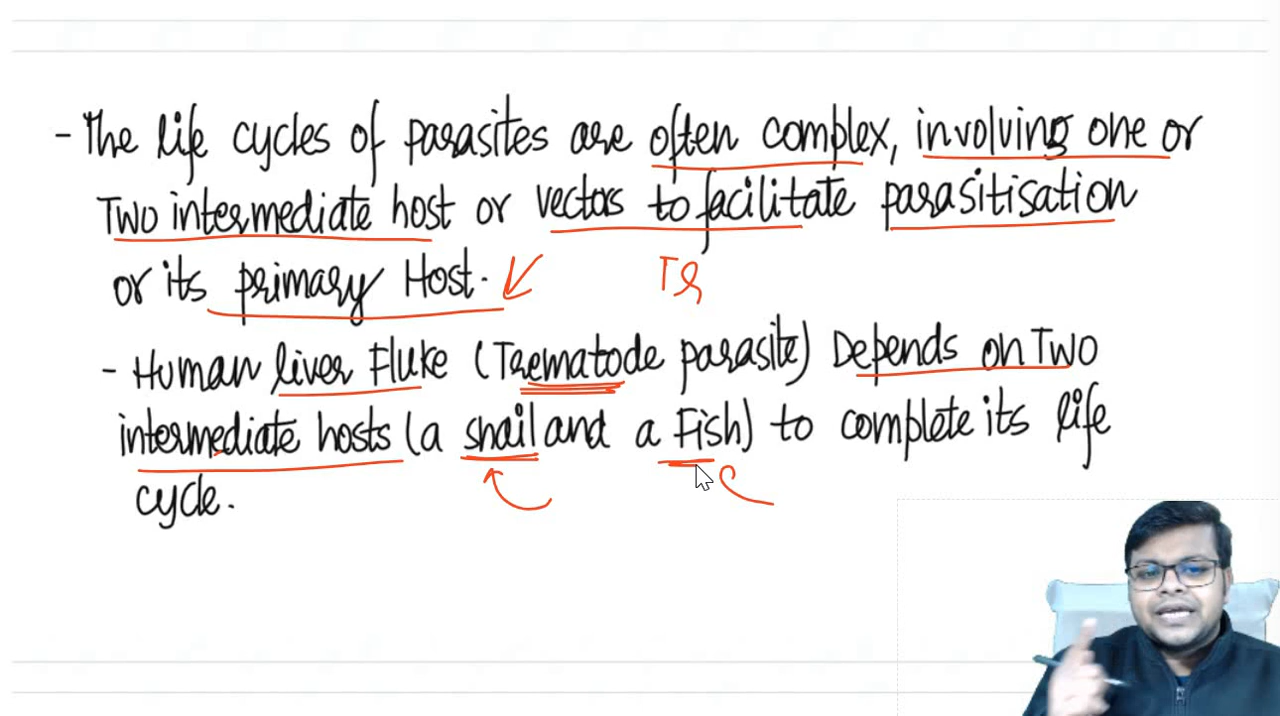 - The life cycles of parasites are often complex, involving one or
Two intermediate host or vectors to facilitate parasitisation
or its primary Host.
- Human liver Fluke (Trematode parasite) Depends on Two
intermediate hosts (a snail and a Fish) to complete its life
cycle.